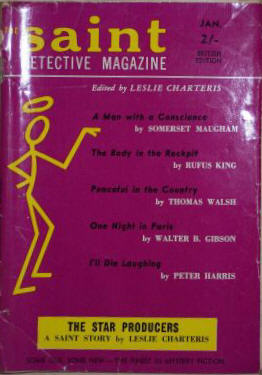 THE
saint
DETECTIVE MAGAZINE
JAN.
2/-
BRITISH
EDITION
Edited by LESLIE CHARTERIS
A Man with a Conscience
by SOMERSET MAUGHAM
The Body in the Rockpit
by RUFUS KING
Peaceful in the Country
by THOMAS WALSH
One Night in Paris
by WALTER B. GIBSON
I'll Die Laughing
by PETER HARRIS
THE STAR PRODUCERS
A SAINT STORY by LESLIE CHARTERIS
SOME OLD, SOME NEW—THE FINEST IN MYSTERY FICTION